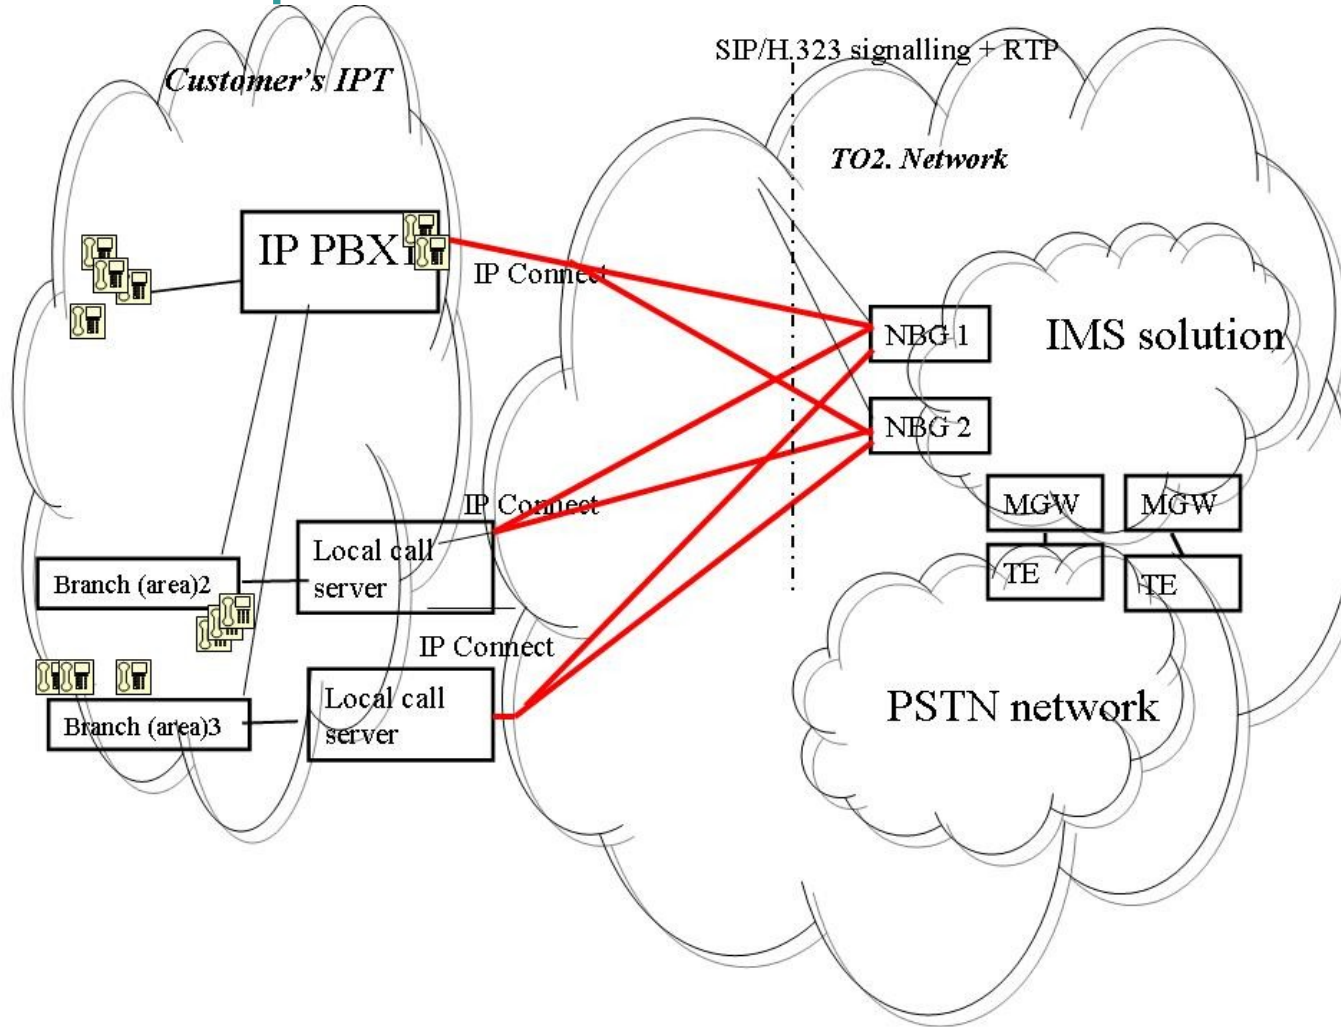 SIP/H.323 signalling + RTP
Customer's IPT
TO2. Network
IP PBX1
IP Connect
NBG 1
IMS solution
NBG 2
IP Connect
MGW
MGW
Local call
server
Branch (area)2
TE
TE
IP Connect
Local call
server
Branch (area)3
PSTN network